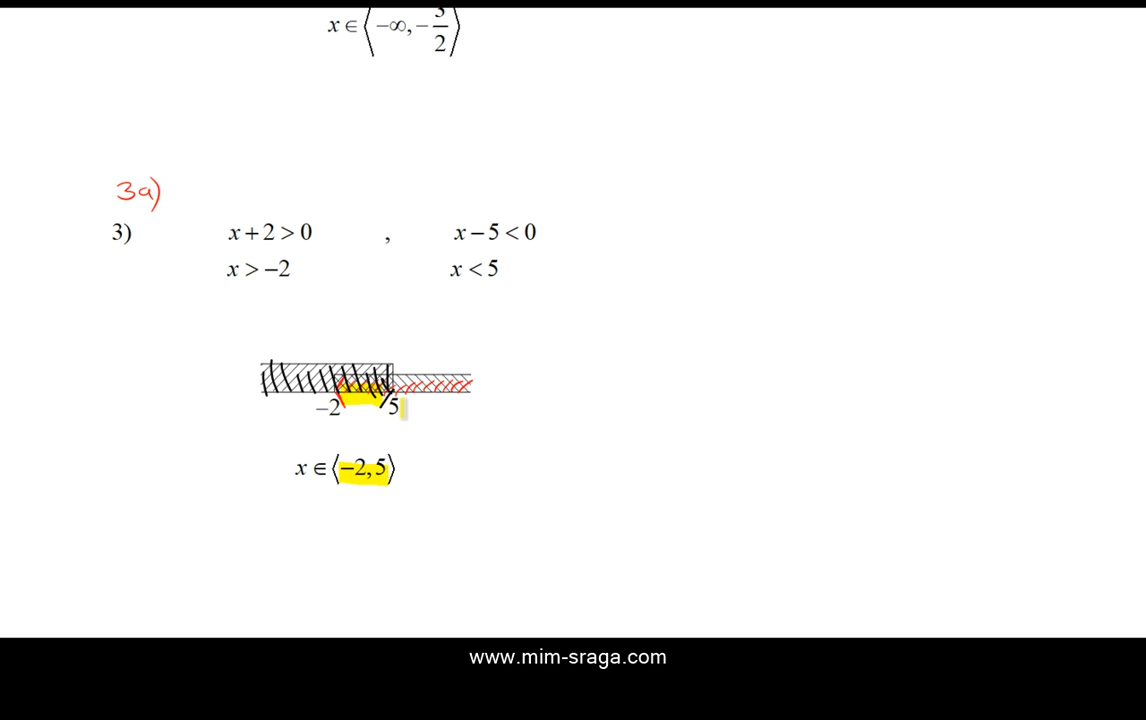 x ∈ ⟨−∞, −3/2⟩
3a)
3) x + 2 > 0 , x − 5 < 0
x > −2 x < 5
−2 5
x ∈ ⟨−2, 5⟩
www.mim-sraga.com